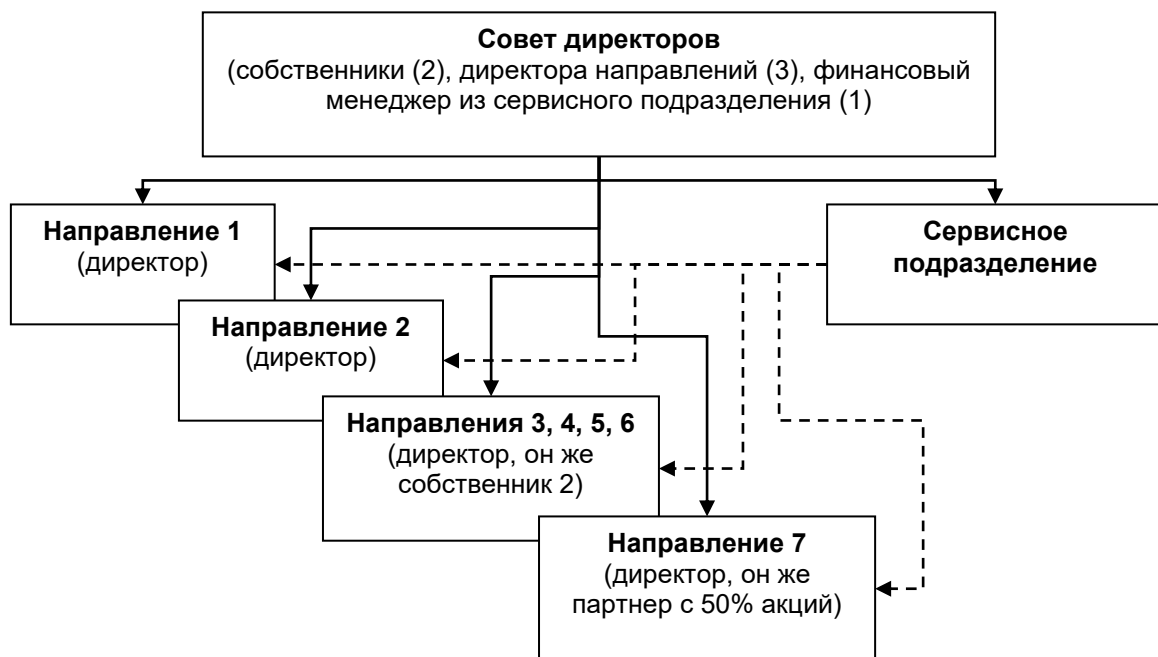 Совет директоров
(собственники (2), директора направлений (3), финансовый
менеджер из сервисного подразделения (1)
Направление 1
(директор)
Сервисное
подразделение
Направление 2
(директор)
Направления 3, 4, 5, 6
(директор, он же
собственник 2)
Направление 7
(директор, он же
партнер с 50% акций)